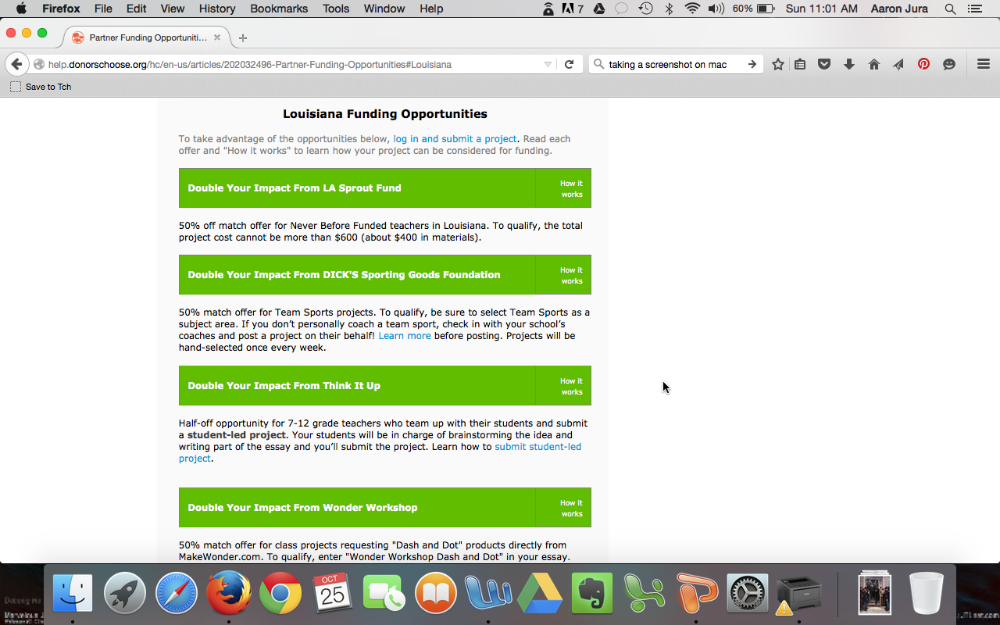 Firefox File Edit View History Bookmarks Tools Window Help 7 60% Sun 11:01 AM Aaron Jura
Partner Funding Opportuniti...
help.donorschoose.org/hc/en-us/articles/202032496-Partner-Funding-Opportunities#Louisiana taking a screenshot on mac
Save to Tch
Louisiana Funding Opportunities
To take advantage of the opportunities below, log in and submit a project. Read each
offer and "How it works" to learn how your project can be considered for funding.
Double Your Impact From LA Sprout Fund
How it
works
50% off match offer for Never Before Funded teachers in Louisiana. To qualify, the total
project cost cannot be more than $600 (about $400 in materials).
Double Your Impact From DICK'S Sporting Goods Foundation
How it
works
50% match offer for Team Sports projects. To qualify, be sure to select Team Sports as a
subject area. If you don’t personally coach a team sport, check in with your school’s
coaches and post a project on their behalf! Learn more before posting. Projects will be
hand-selected once every week.
Double Your Impact From Think It Up
How it
works
Half-off opportunity for 7-12 grade teachers who team up with their students and submit
a student-led project. Your students will be in charge of brainstorming the idea and
writing part of the essay and you’ll submit the project. Learn how to submit student-led
project.
Double Your Impact From Wonder Workshop
How it
works
50% match offer for class projects requesting "Dash and Dot" products directly from
MakeWonder.com. To qualify, enter "Wonder Workshop Dash and Dot" in your essay.
OCT
25